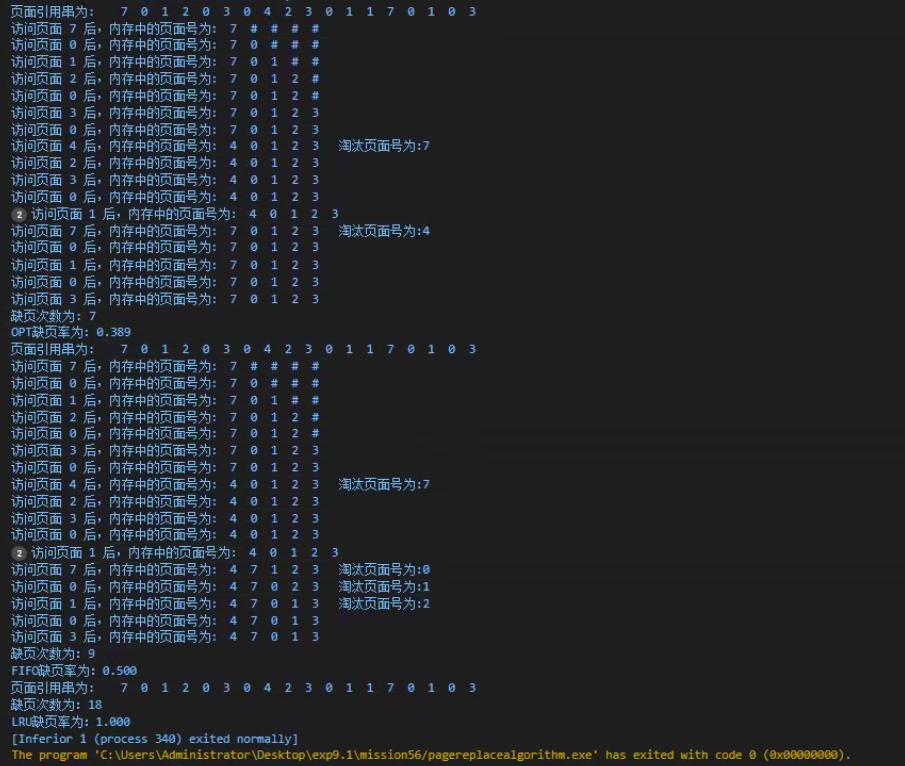 页面引用串为:   7 0 1 2 0 3 0 4 2 3 0 1 1 7 0 1 0 3
访问页面 7 后, 内存中的页面号为: 7 # # # #
访问页面 0 后, 内存中的页面号为: 7 0 # # #
访问页面 1 后, 内存中的页面号为: 7 0 1 # #
访问页面 2 后, 内存中的页面号为: 7 0 1 2 #
访问页面 0 后, 内存中的页面号为: 7 0 1 2 #
访问页面 3 后, 内存中的页面号为: 7 0 1 2 3
访问页面 0 后, 内存中的页面号为: 7 0 1 2 3
访问页面 4 后, 内存中的页面号为: 4 0 1 2 3  淘汰页面号为:7
访问页面 2 后, 内存中的页面号为: 4 0 1 2 3
访问页面 3 后, 内存中的页面号为: 4 0 1 2 3
访问页面 0 后, 内存中的页面号为: 4 0 1 2 3
2 访问页面 1 后, 内存中的页面号为: 4 0 1 2 3
访问页面 7 后, 内存中的页面号为: 7 0 1 2 3  淘汰页面号为:4
访问页面 0 后, 内存中的页面号为: 7 0 1 2 3
访问页面 1 后, 内存中的页面号为: 7 0 1 2 3
访问页面 0 后, 内存中的页面号为: 7 0 1 2 3
访问页面 3 后, 内存中的页面号为: 7 0 1 2 3
缺页次数为: 7
OPT缺页率为: 0.389
页面引用串为:   7 0 1 2 0 3 0 4 2 3 0 1 1 7 0 1 0 3
访问页面 7 后, 内存中的页面号为: 7 # # # #
访问页面 0 后, 内存中的页面号为: 7 0 # # #
访问页面 1 后, 内存中的页面号为: 7 0 1 # #
访问页面 2 后, 内存中的页面号为: 7 0 1 2 #
访问页面 0 后, 内存中的页面号为: 7 0 1 2 #
访问页面 3 后, 内存中的页面号为: 7 0 1 2 3
访问页面 0 后, 内存中的页面号为: 7 0 1 2 3
访问页面 4 后, 内存中的页面号为: 4 0 1 2 3  淘汰页面号为:7
访问页面 2 后, 内存中的页面号为: 4 0 1 2 3
访问页面 3 后, 内存中的页面号为: 4 0 1 2 3
访问页面 0 后, 内存中的页面号为: 4 0 1 2 3
2 访问页面 1 后, 内存中的页面号为: 4 0 1 2 3
访问页面 7 后, 内存中的页面号为: 4 7 1 2 3  淘汰页面号为:0
访问页面 0 后, 内存中的页面号为: 4 7 0 2 3  淘汰页面号为:1
访问页面 1 后, 内存中的页面号为: 4 7 0 1 3  淘汰页面号为:2
访问页面 0 后, 内存中的页面号为: 4 7 0 1 3
访问页面 3 后, 内存中的页面号为: 4 7 0 1 3
缺页次数为: 9
FIFO缺页率为: 0.500
页面引用串为:   7 0 1 2 0 3 0 4 2 3 0 1 1 7 0 1 0 3
缺页次数为: 18
LRU缺页率为: 1.000
[Inferior 1 (process 340) exited normally]
The program 'C:\Users\Administrator\Desktop\exp9.1\mission56/pagereplacealgorithm.exe' has exited with code 0 (0x00000000).